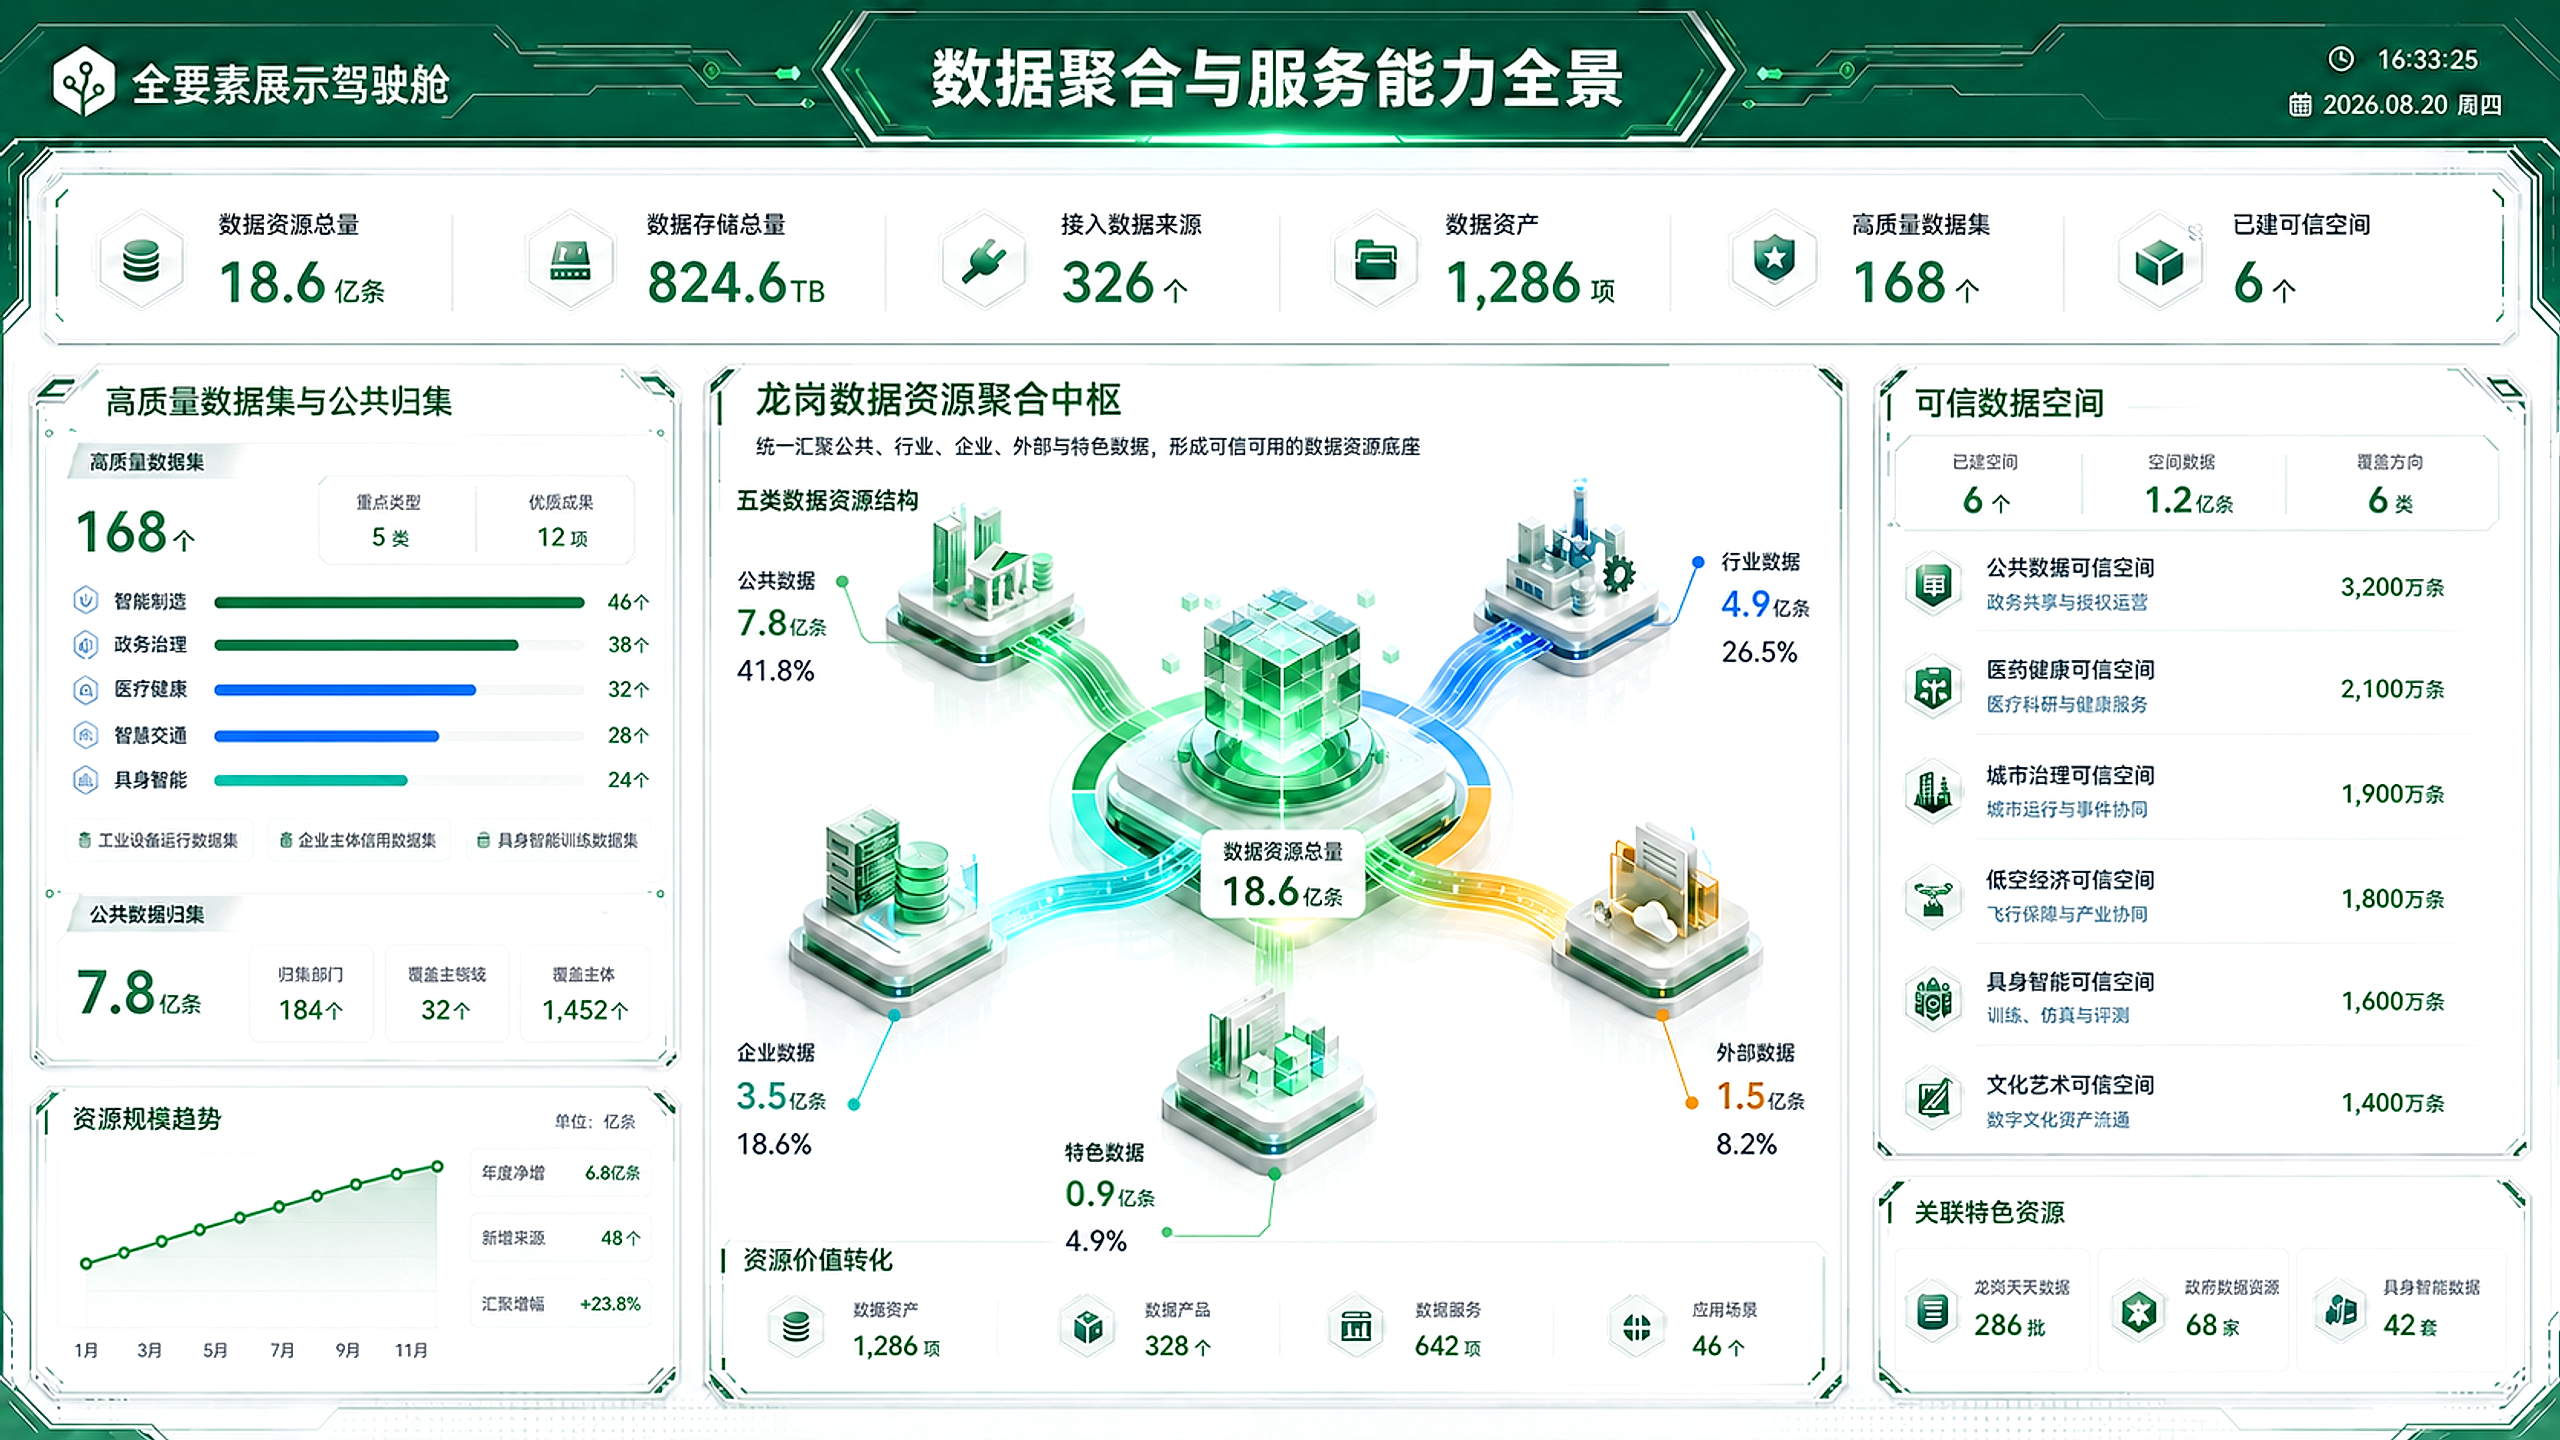 全要素展示驾驶舱
数据聚合与服务能力全景
16:33:25
2026.08.20 周四
数据资源总量
18.6 亿条
数据存储总量
824.6 TB
接入数据来源
326 个
数据资产
1,286 项
高质量数据集
168 个
已建可信空间
6 个
高质量数据集与公共归集
高质量数据集
168 个
重点类型
5 类
优质成果
12 项
智能制造 46个
政务治理 38个
医疗健康 32个
智慧交通 28个
具身智能 24个
工业设备运行数据集
企业主体信用数据集
具身智能训练数据集
公共数据归集
7.8 亿条
归集部门
184个
覆盖主
32个
覆盖主体
1,452个
资源规模趋势
单位：亿条
年度净增 6.8亿条
新增来源 48个
汇聚增幅 +23.8%
1月 3月 5月 7月 9月 11月
龙岗数据资源聚合中枢
统一汇聚公共、行业、企业、外部与特色数据，形成可信可用的数据资源底座
五类数据资源结构
公共数据
7.8亿条
41.8%
行业数据
4.9亿条
26.5%
数据资源总量
18.6亿条
企业数据
3.5亿条
18.6%
外部数据
1.5亿条
8.2%
特色数据
0.9亿条
4.9%
资源价值转化
数据资产
1,286 项
数据产品
328 个
数据服务
642 项
应用场景
46 个
可信数据空间
已建空间
6 个
空间数据
1.2亿条
覆盖方向
6 类
公共数据可信空间
政务共享与授权运营
3,200万条
医药健康可信空间
医疗科研与健康服务
2,100万条
城市治理可信空间
城市运行与事件协同
1,900万条
低空经济可信空间
飞行保障与产业协间
1,800万条
具身智能可信空间
训练、仿真与评测
1,600万条
文化艺术可信空间
数字文化资产流通
1,400万条
关联特色资源
龙岗天天数据
286 批
政府数据资源
68 家
具身智能数据
42 套